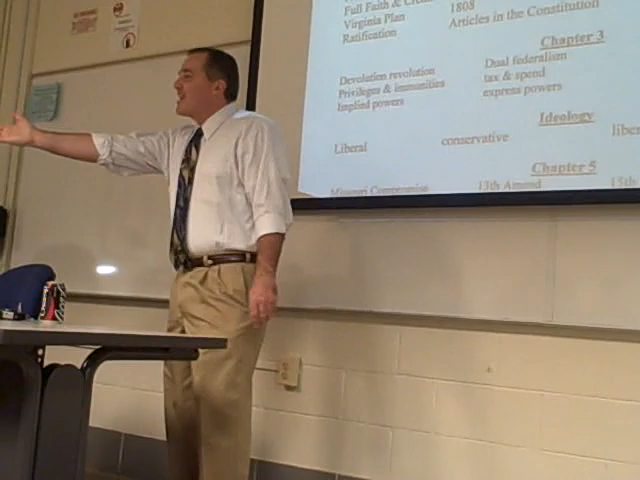 Full Faith &
1808
Virginia Plan
Articles in the Constitution
Ratification
Chapter 3
Devolution revolution
Dual federalism
Privileges & immunities
tax & spend
Implied powers
express powers
Ideology
Liberal conservative
Chapter 5
Missouri Compromise
13th Amend
15th